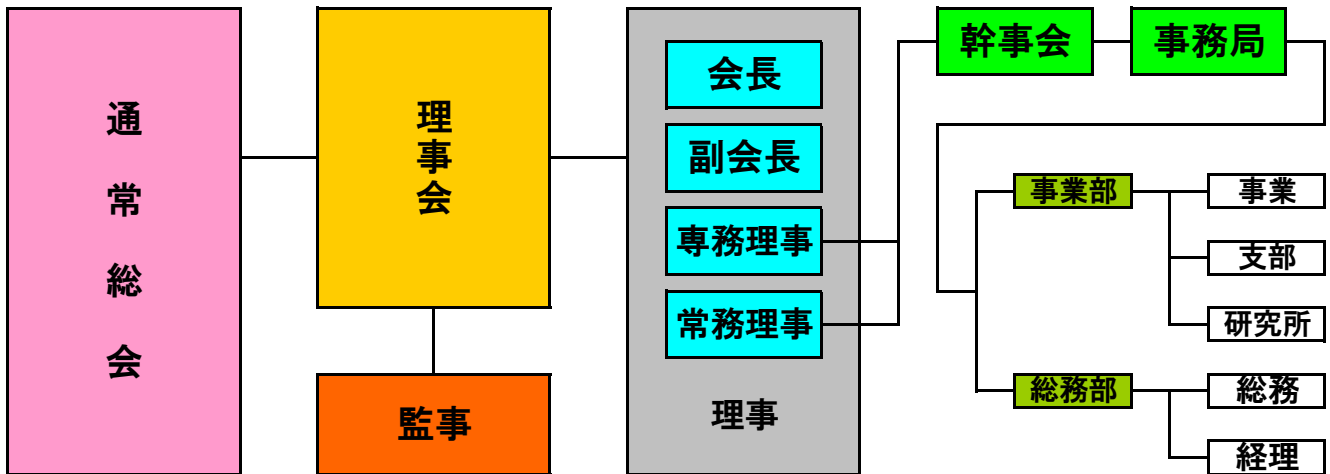 通常総会
理事会
監事
会長
副会長
専務理事
常務理事
理事
幹事会
事務局
事業部
事業
支部
研究所
総務部
総務
経理